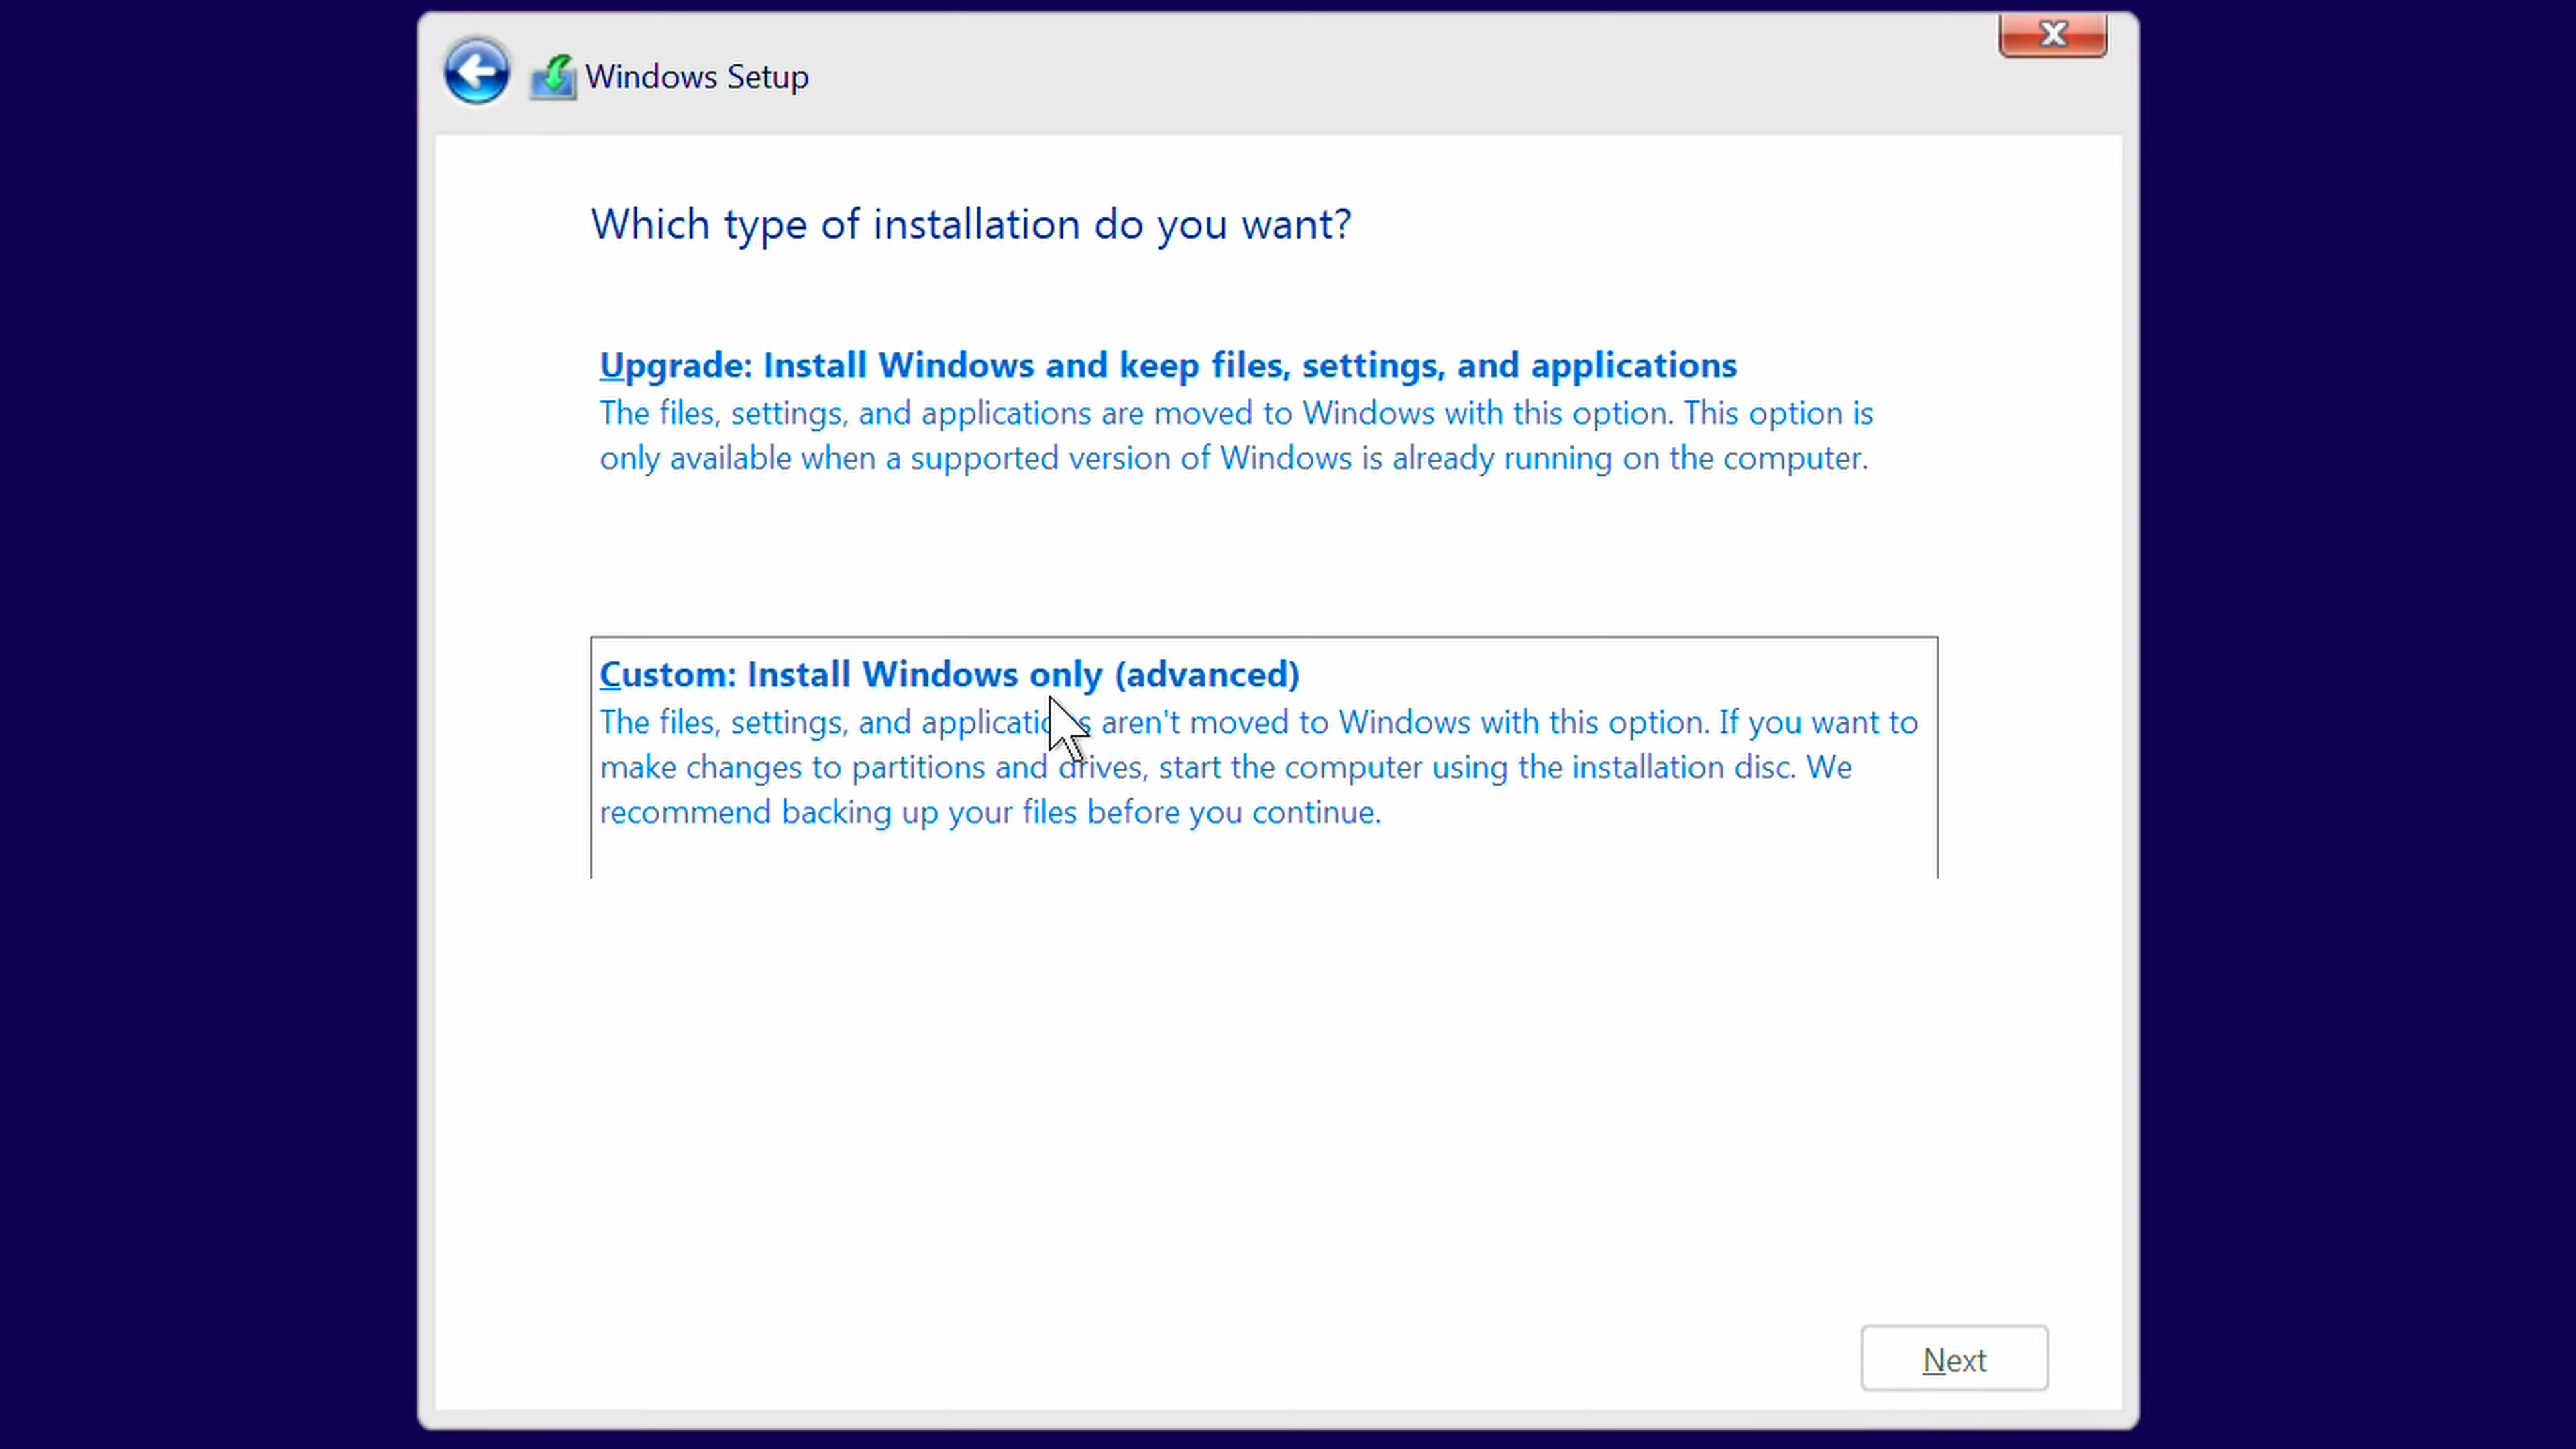 Windows Setup
Which type of installation do you want?
Upgrade: Install Windows and keep files, settings, and applications
The files, settings, and applications are moved to Windows with this option. This option is
only available when a supported version of Windows is already running on the computer.
Custom: Install Windows only (advanced)
The files, settings, and applications aren't moved to Windows with this option. If you want to
make changes to partitions and drives, start the computer using the installation disc. We
recommend backing up your files before you continue.
Next